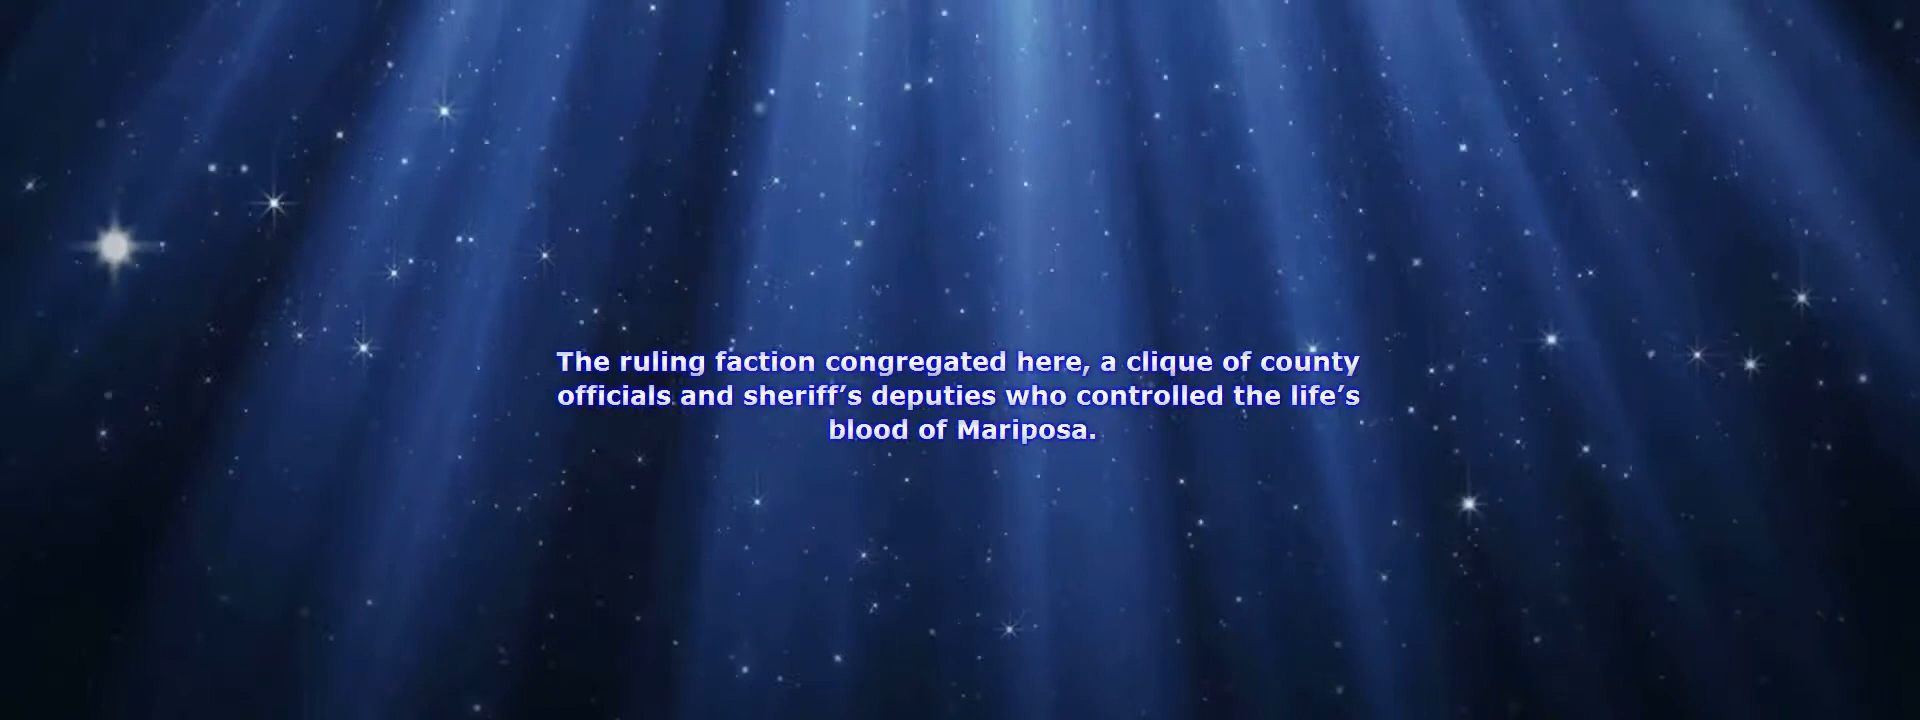 The ruling faction congregated here, a clique of county
officials and sheriff’s deputies who controlled the life’s
blood of Mariposa.